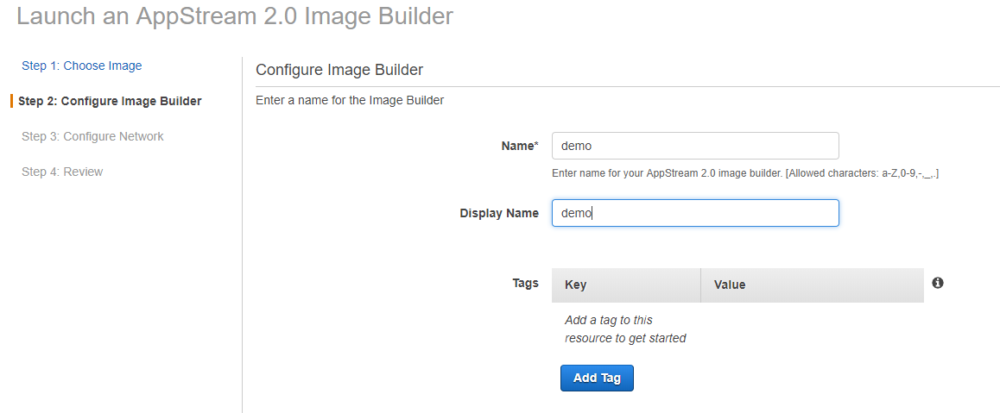 Launch an AppStream 2.0 Image Builder
Step 1: Choose Image
Step 2: Configure Image Builder
Step 3: Configure Network
Step 4: Review
Configure Image Builder
Enter a name for the Image Builder
Name* demo
Enter name for your AppStream 2.0 image builder. [Allowed characters: a-Z,0-9,-,_,.]
Display Name demo
Tags Key Value
Add a tag to this
resource to get started
Add Tag